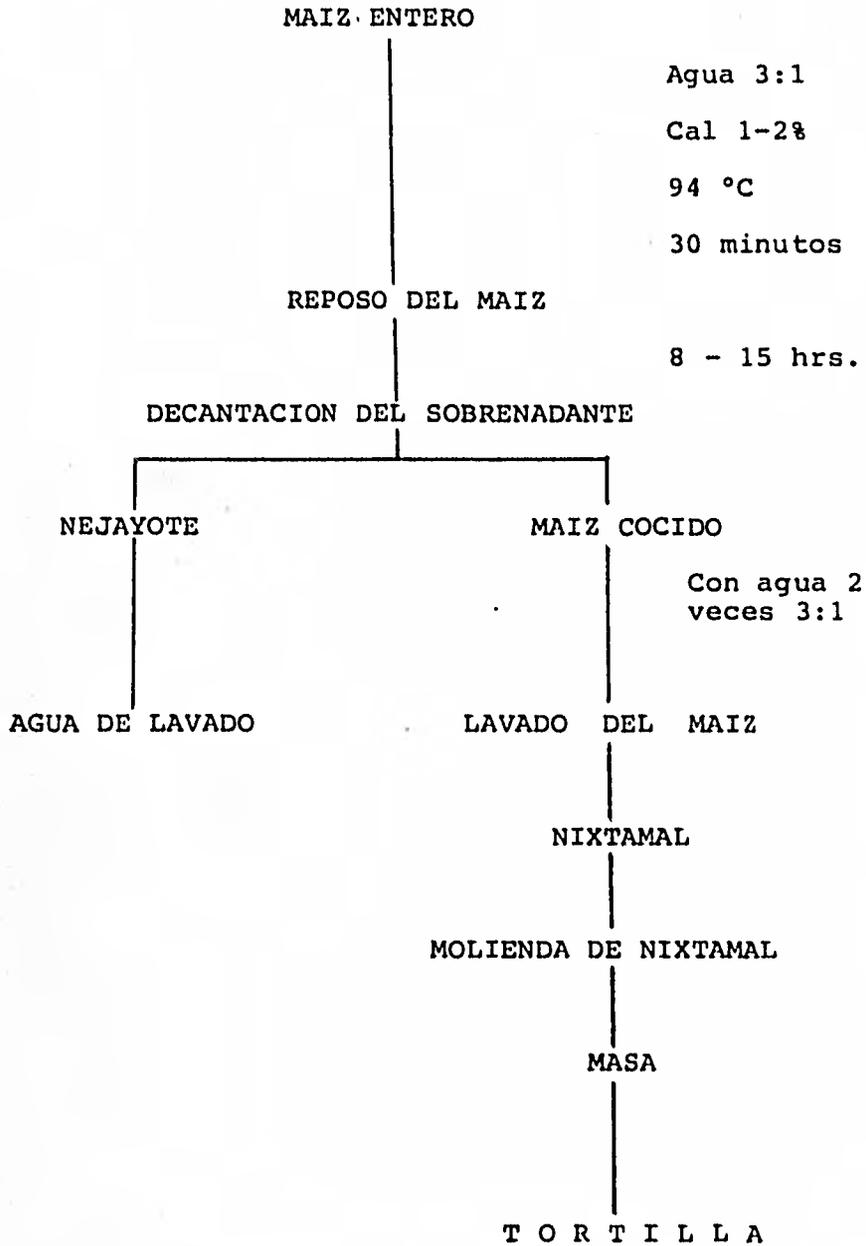 MAIZ ENTERO
Agua 3:1
Cal 1-2%
94 °C
30 minutos
REPOSO DEL MAIZ
8 - 15 hrs.
DECANTACION DEL SOBRENADANTE
NEJAYOTE
MAIZ COCIDO
Con agua 2
veces 3:1
AGUA DE LAVADO
LAVADO DEL MAIZ
NIXTAMAL
MOLIENDA DE NIXTAMAL
MASA
T O R T I L L A